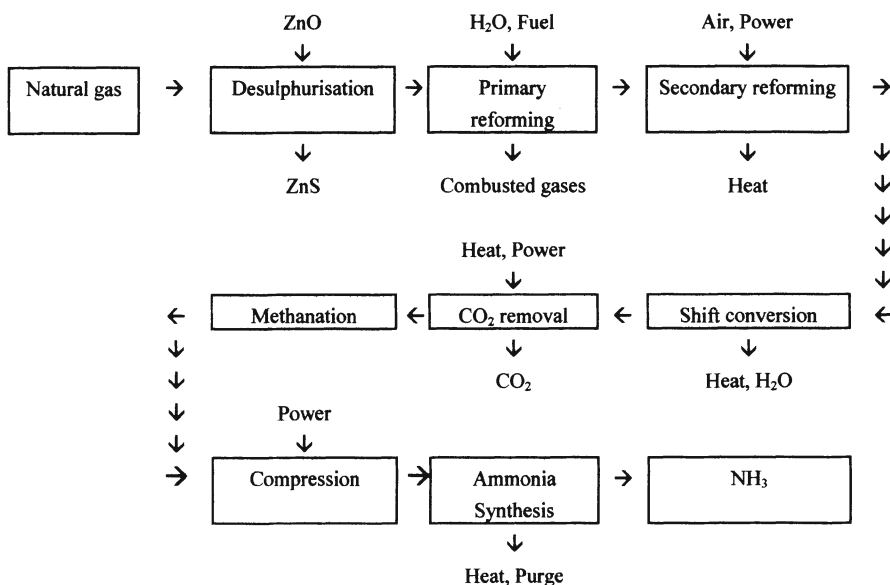 ZnO
H₂O, Fuel
Air, Power
Natural gas
Desulphurisation
Primary
reforming
Secondary reforming
ZnS
Combusted gases
Heat
Heat, Power
Methanation
CO₂ removal
Shift conversion
CO₂
Heat, H₂O
Power
Compression
Ammonia
Synthesis
NH₃
Heat, Purge